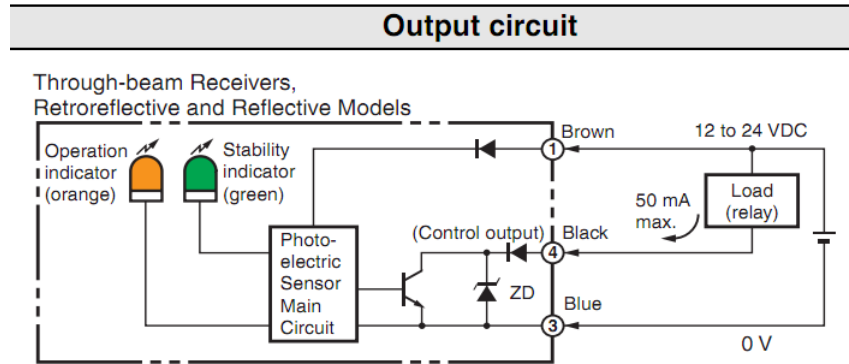 Output circuit
Through-beam Receivers,
Retroreflective and Reflective Models
Operation
indicator
(orange)
Stability
indicator
(green)
Photo-
electric
Sensor
Main
Circuit
(Control output)
ZD
1
Brown
4
Black
3
Blue
12 to 24 VDC
50 mA
max.
Load
(relay)
0 V